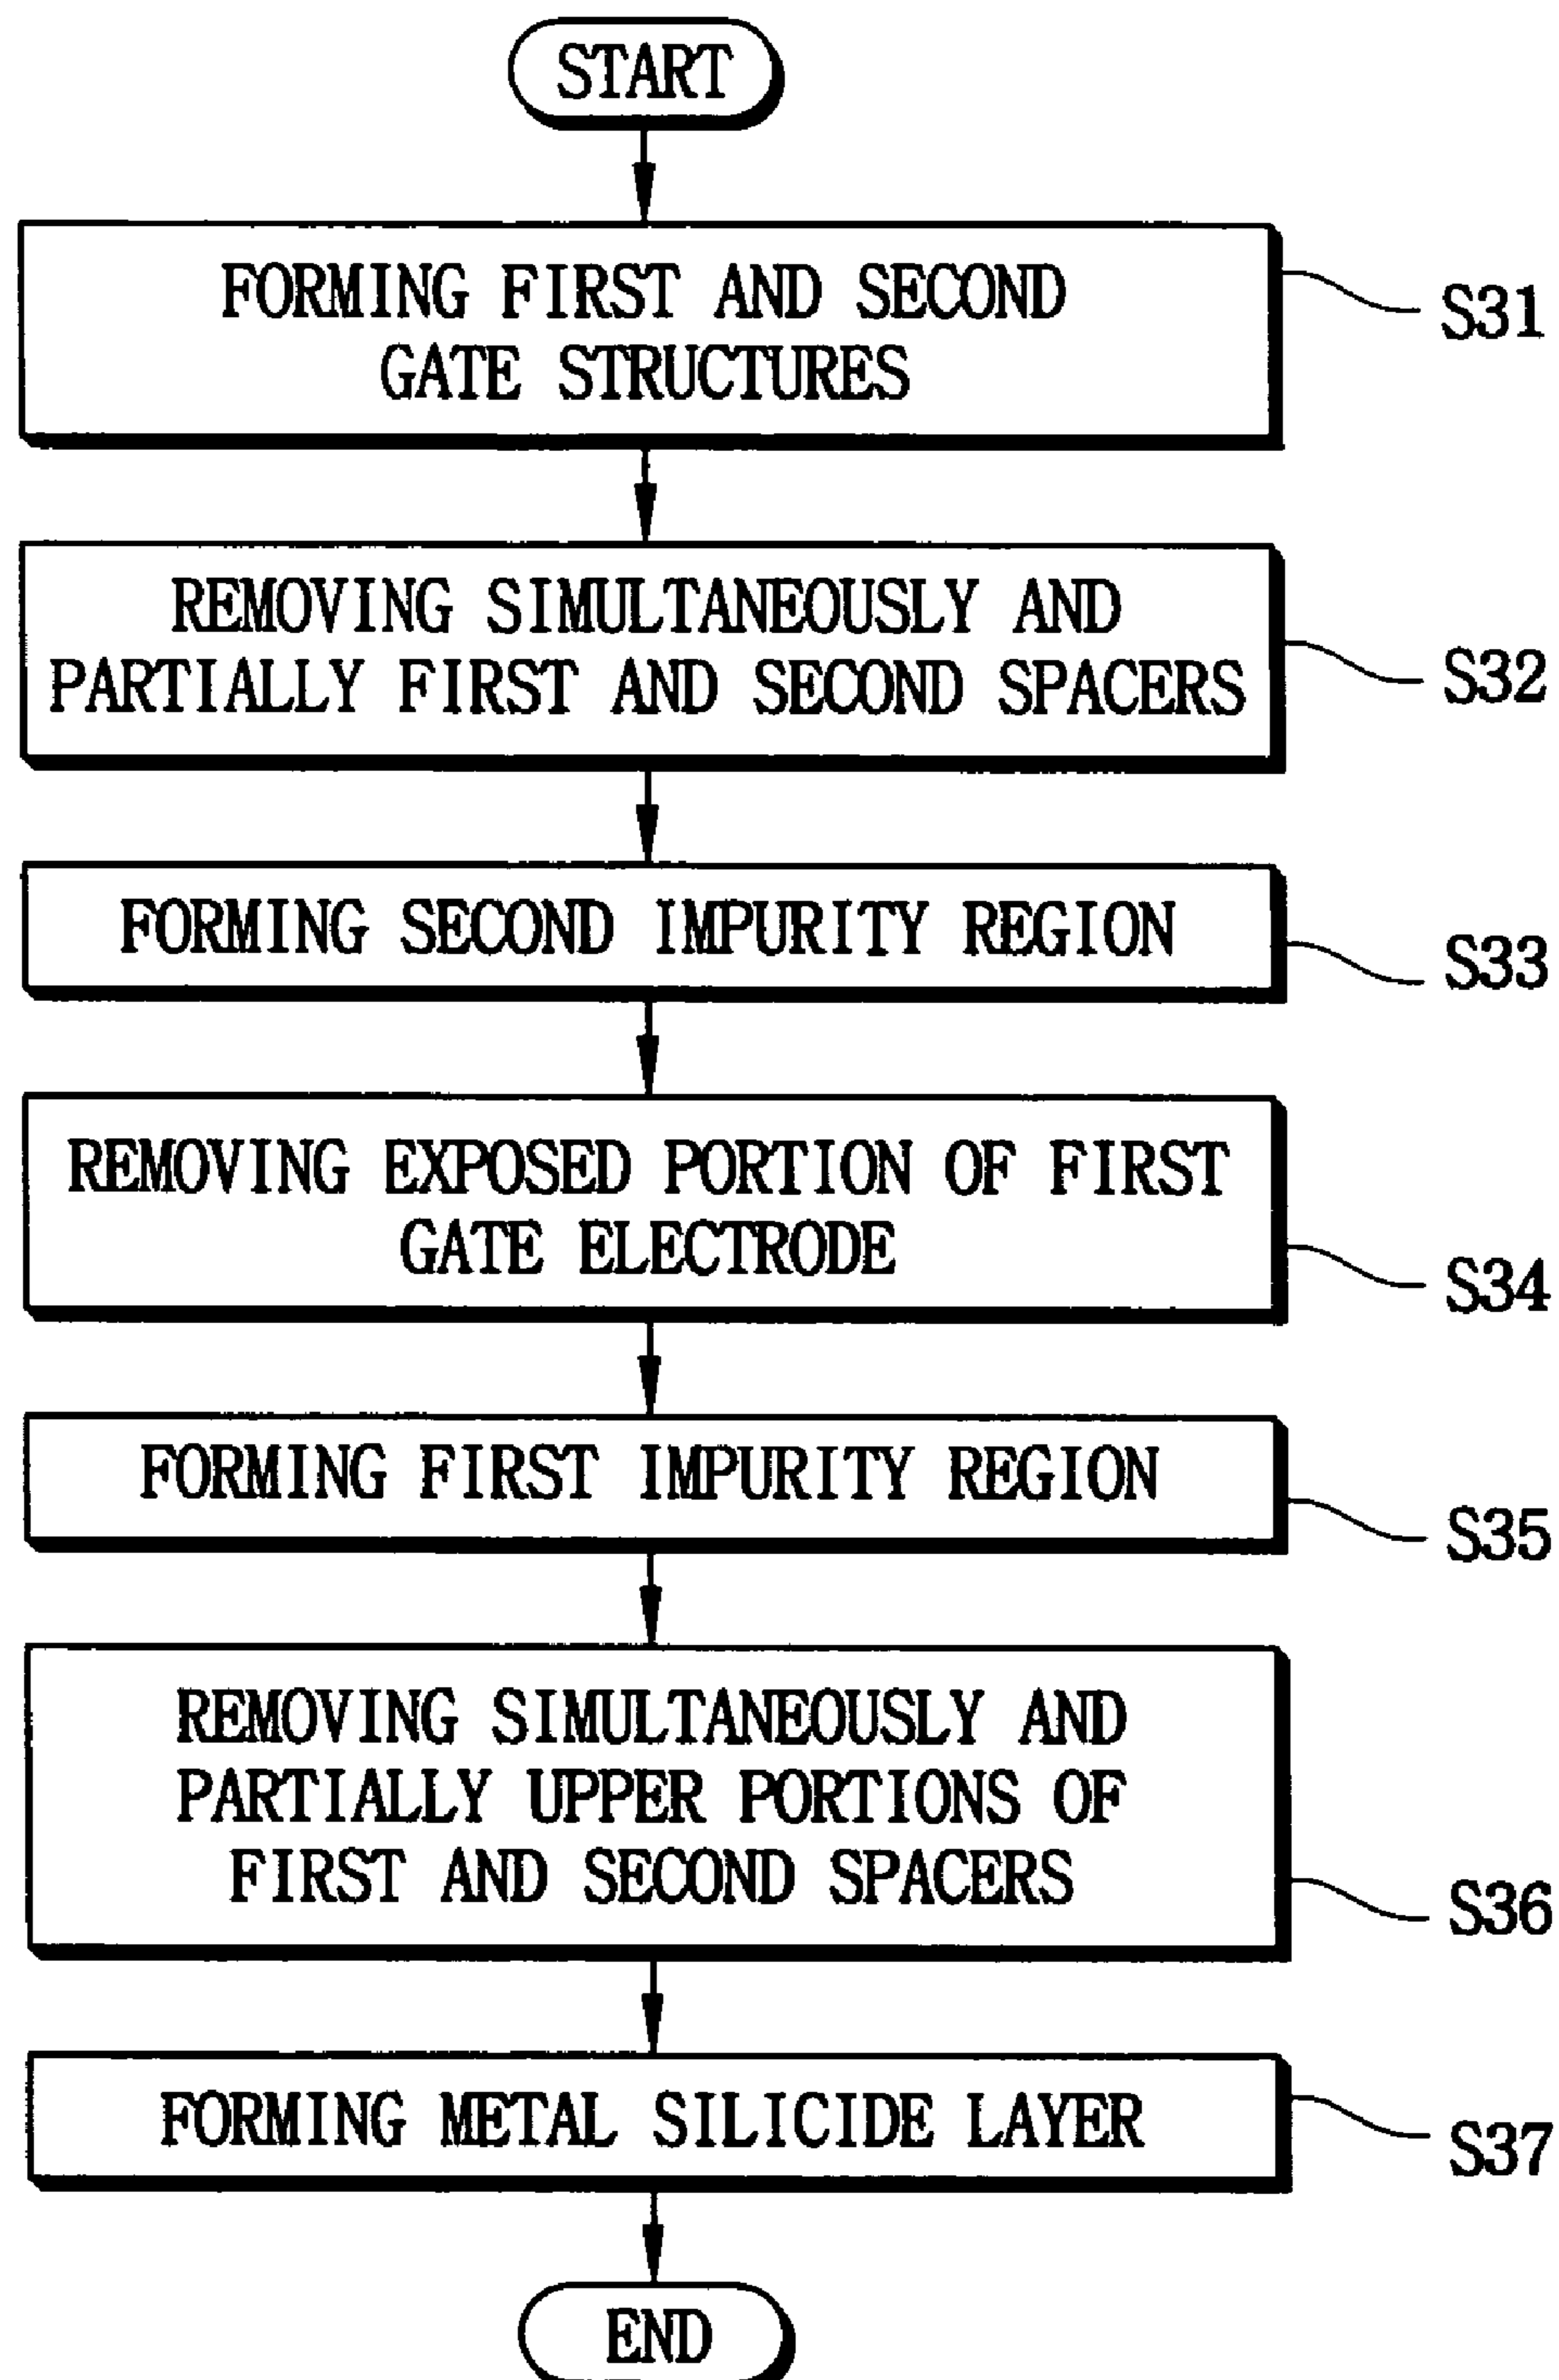 START
FORMING FIRST AND SECOND
GATE STRUCTURES
S31
REMOVING SIMULTANEOUSLY AND
PARTIALLY FIRST AND SECOND SPACERS
S32
FORMING SECOND IMPURITY REGION
S33
REMOVING EXPOSED PORTION OF FIRST
GATE ELECTRODE
S34
FORMING FIRST IMPURITY REGION
S35
REMOVING SIMULTANEOUSLY AND
PARTIALLY UPPER PORTIONS OF
FIRST AND SECOND SPACERS
S36
FORMING METAL SILICIDE LAYER
S37
END